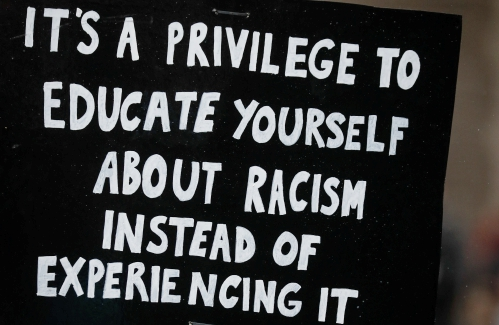 IT'S A PRIVILEGE TO
EDUCATE YOURSELF
ABOUT RACISM
INSTEAD OF
EXPERIENCING IT